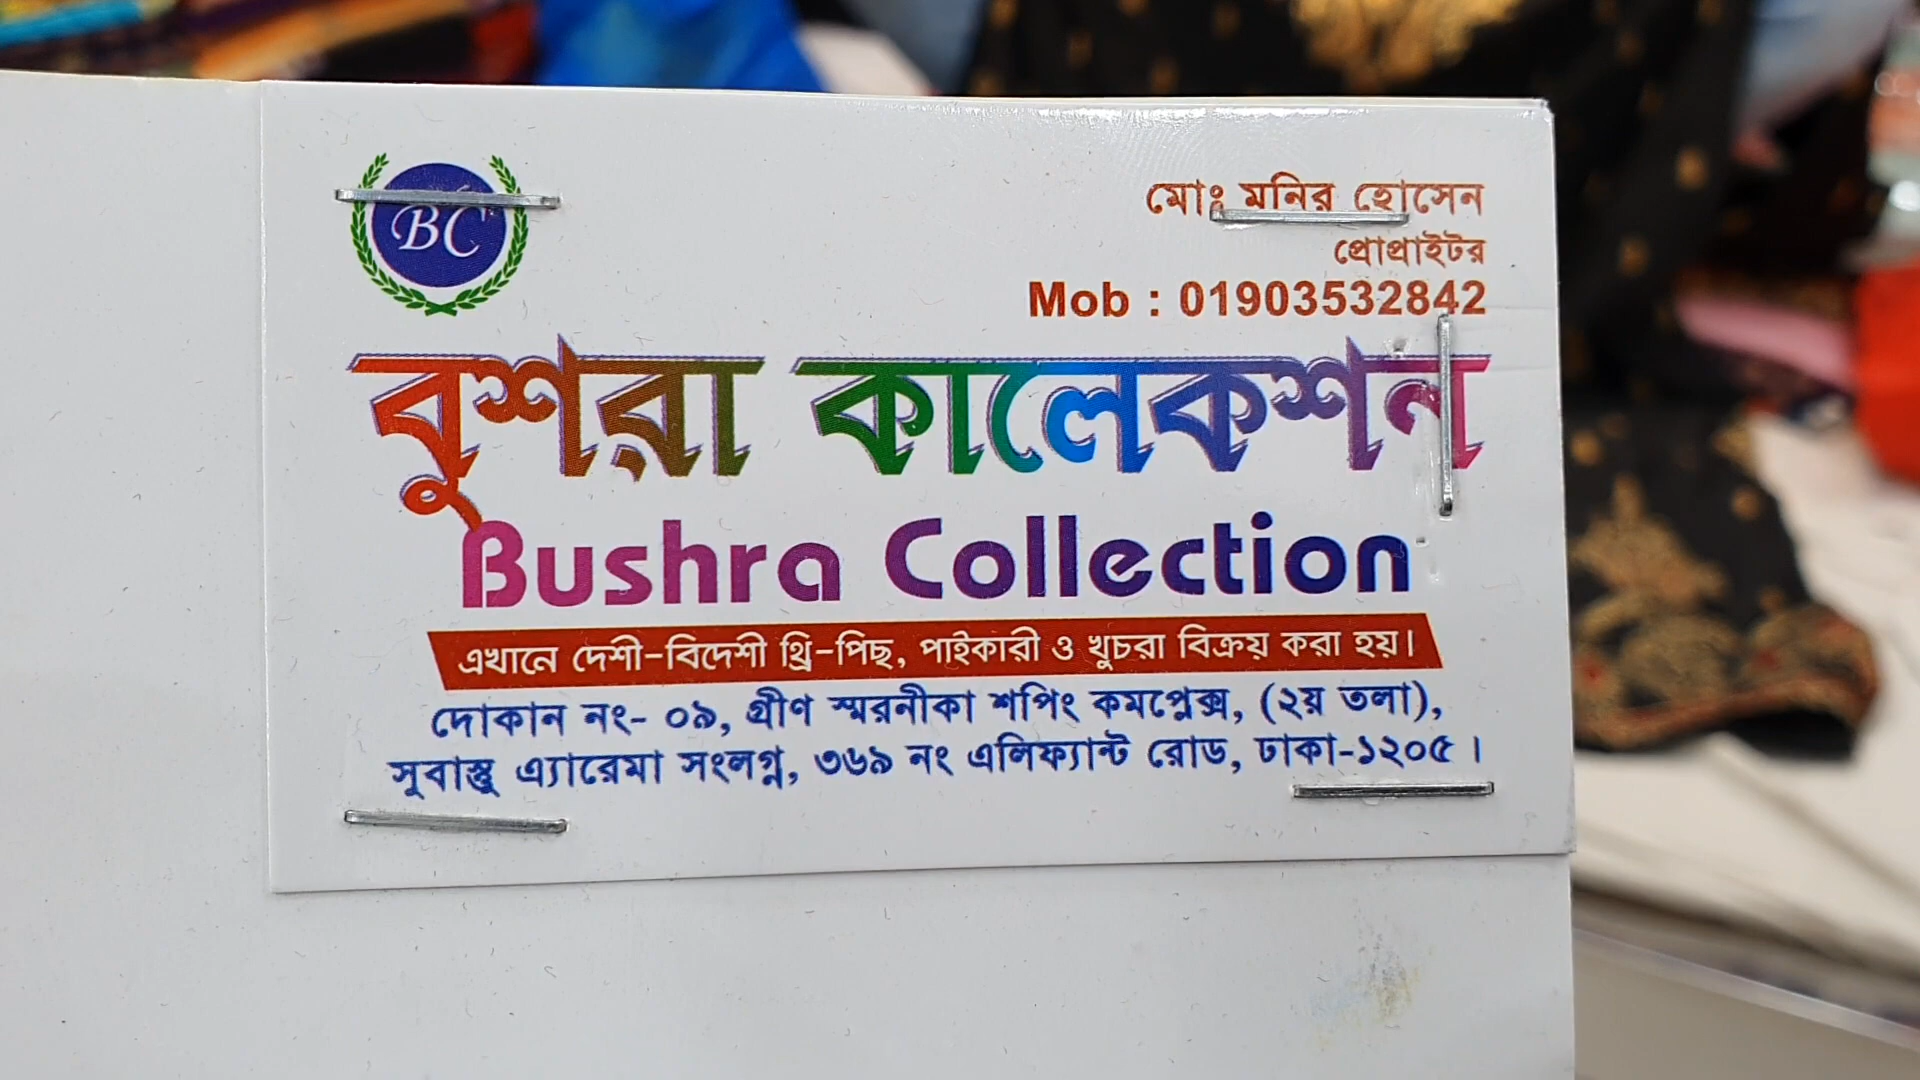 BC
মোঃ মনির হোসেন
প্রোপ্রাইটর
Mob : 01903532842
বুশরা কালেকশন
Bushra Collection
এখানে দেশী-বিদেশী থ্রি-পিছ, পাইকারী ও খুচরা বিক্রয় করা হয়।
দোকান নং- ০৯, গ্রীণ স্মরনীকা শপিং কমপ্লেক্স, (২য় তলা),
সুবাস্তু এ্যারেমা সংলগ্ন, ৩৬৯ নং এলিফ্যান্ট রোড, ঢাকা-১২০৫।